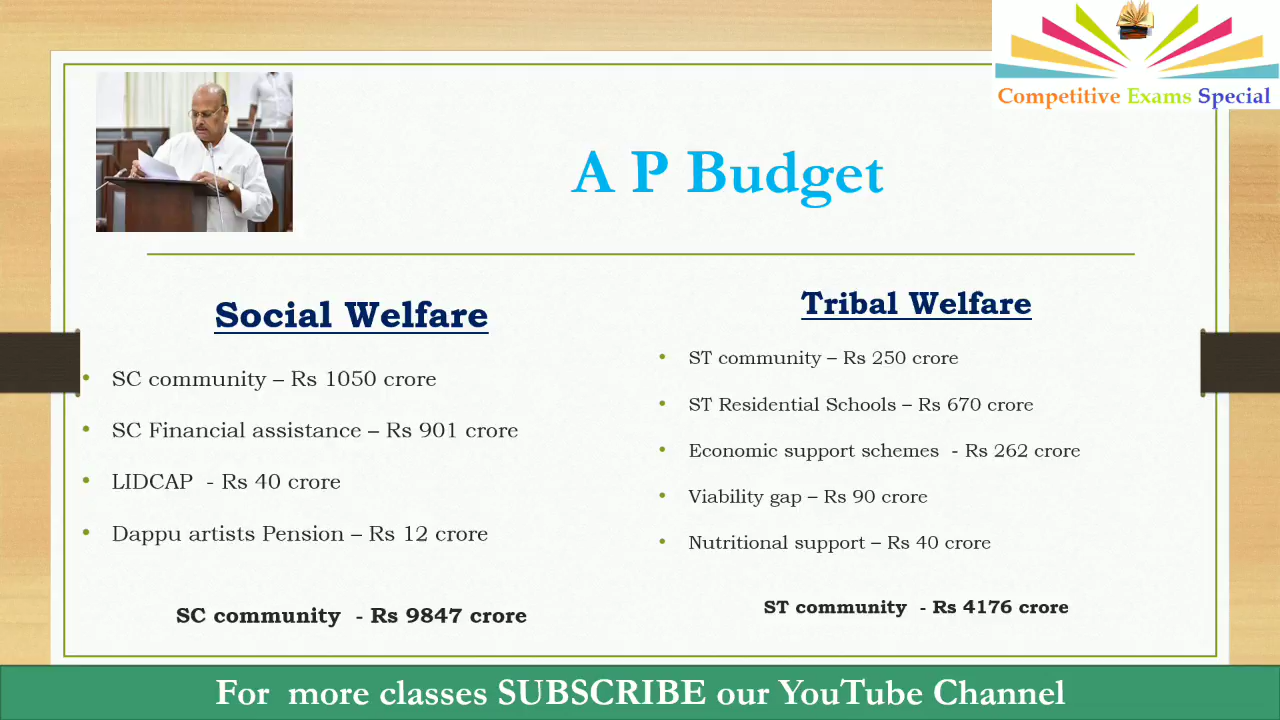 Competitive Exams Special
A P Budget
Social Welfare
• SC community – Rs 1050 crore
• SC Financial assistance – Rs 901 crore
• LIDCAP - Rs 40 crore
• Dappu artists Pension – Rs 12 crore
SC community - Rs 9847 crore
Tribal Welfare
• ST community – Rs 250 crore
• ST Residential Schools – Rs 670 crore
• Economic support schemes - Rs 262 crore
• Viability gap – Rs 90 crore
• Nutritional support – Rs 40 crore
ST community - Rs 4176 crore
For more classes SUBSCRIBE our YouTube Channel